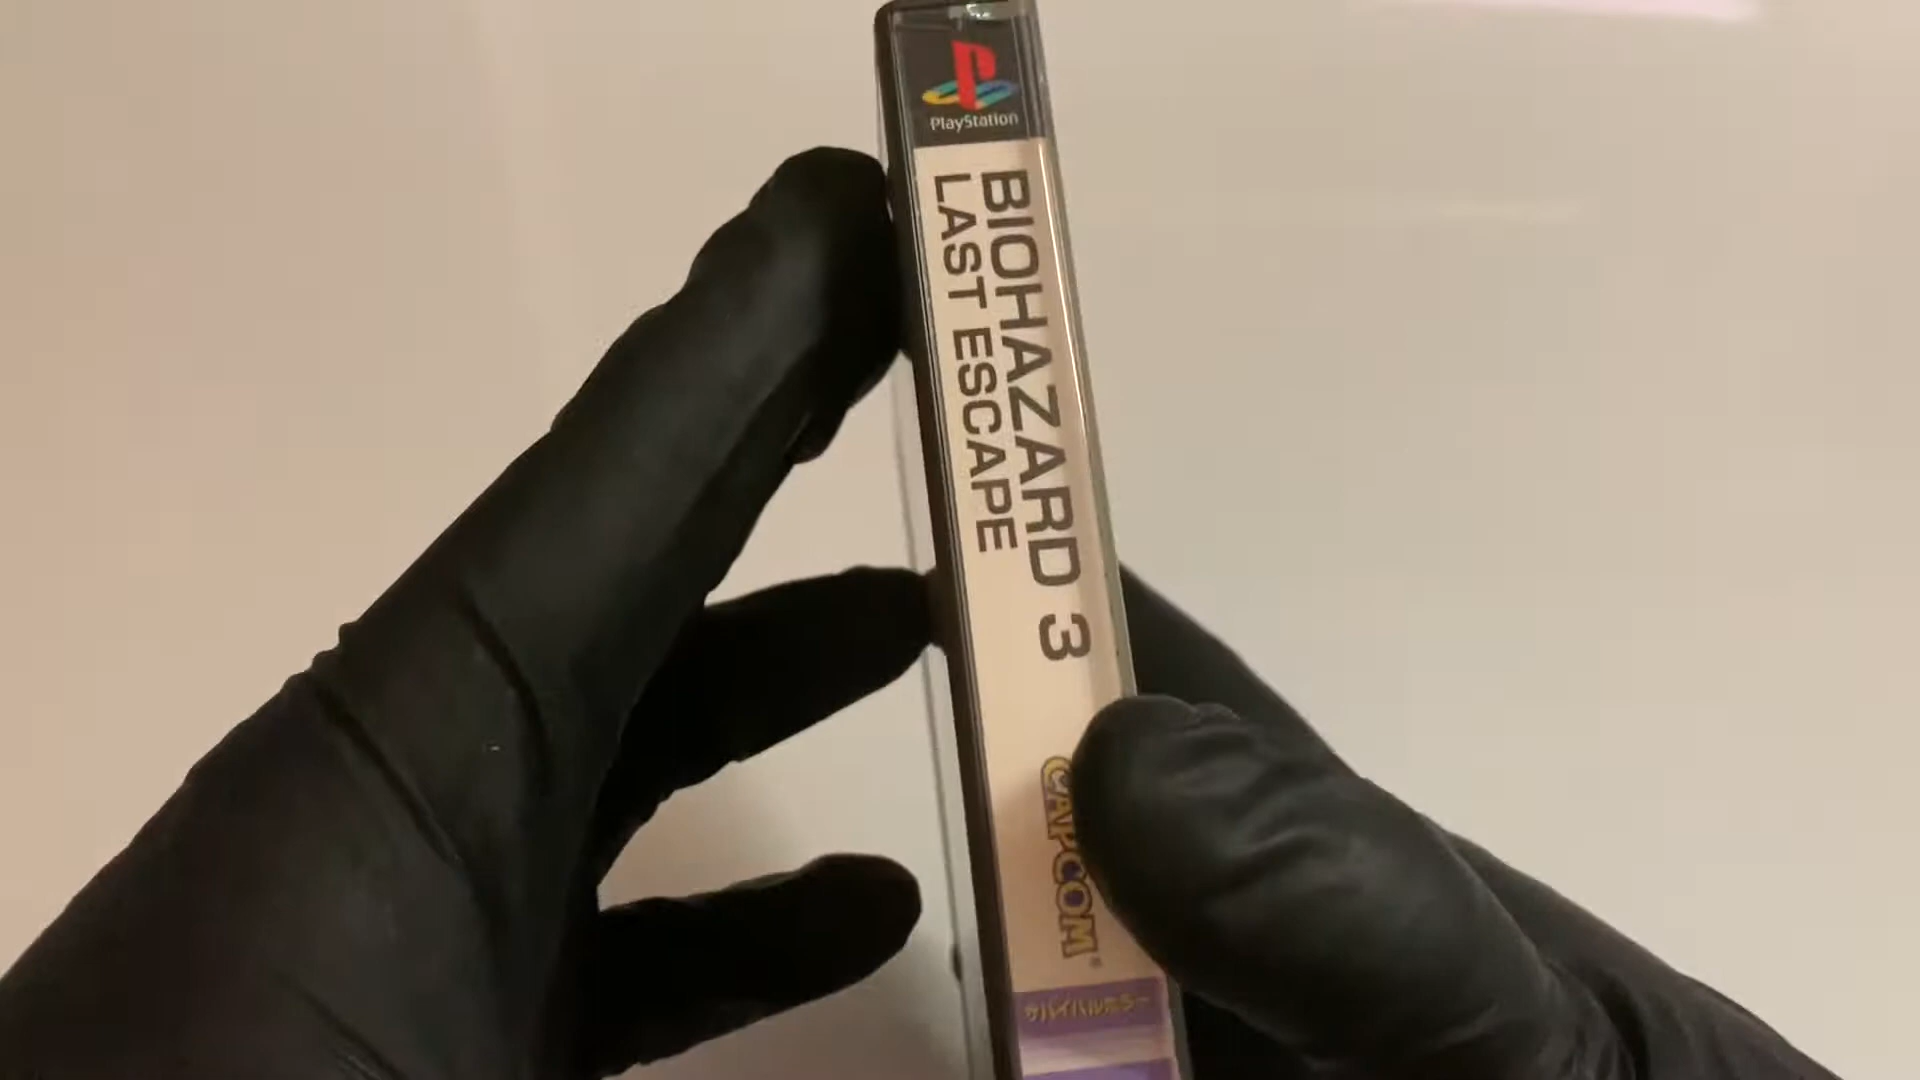 PlayStation
BIOHAZARD 3
LAST ESCAPE
CAPCOM
サバイバルホラー